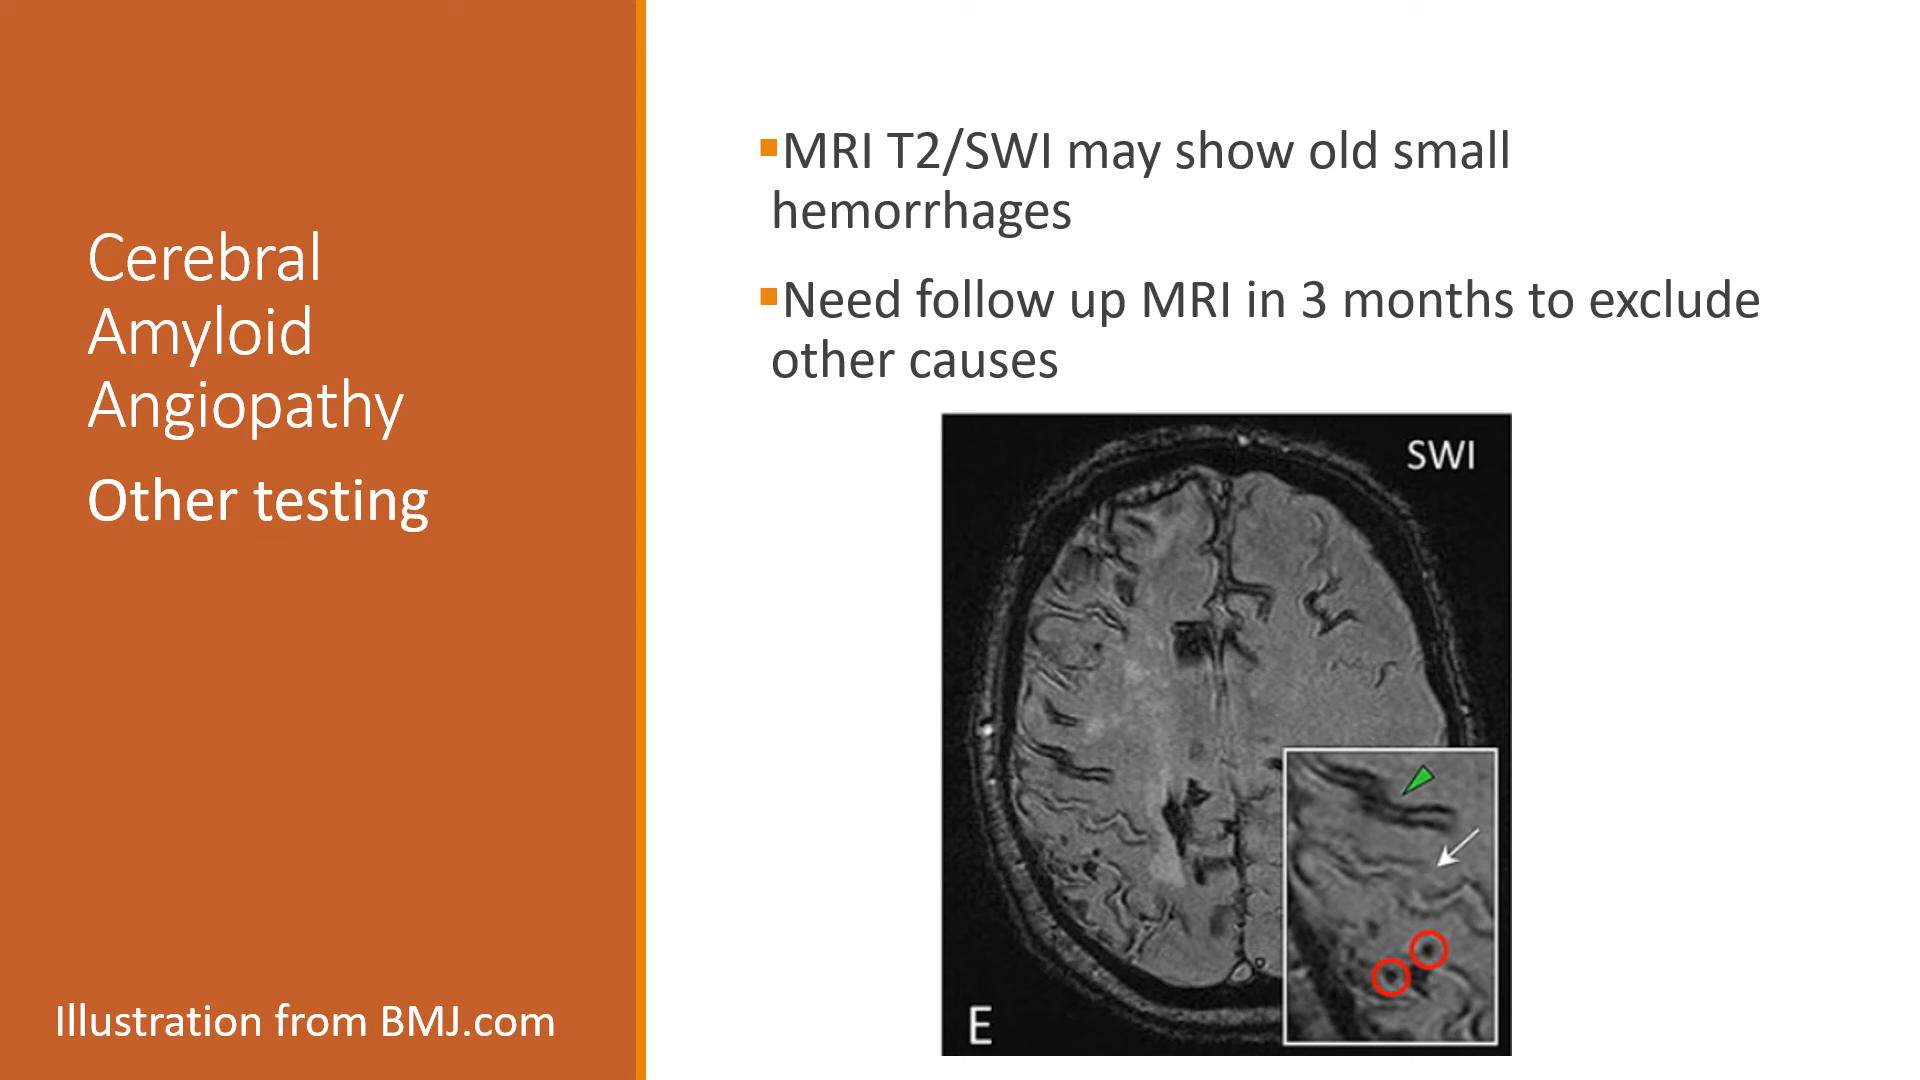 Cerebral
Amyloid
Angiopathy
Other testing
Illustration from BMJ.com
▪MRI T2/SWI may show old small
hemorrhages
▪Need follow up MRI in 3 months to exclude
other causes
SWI
E